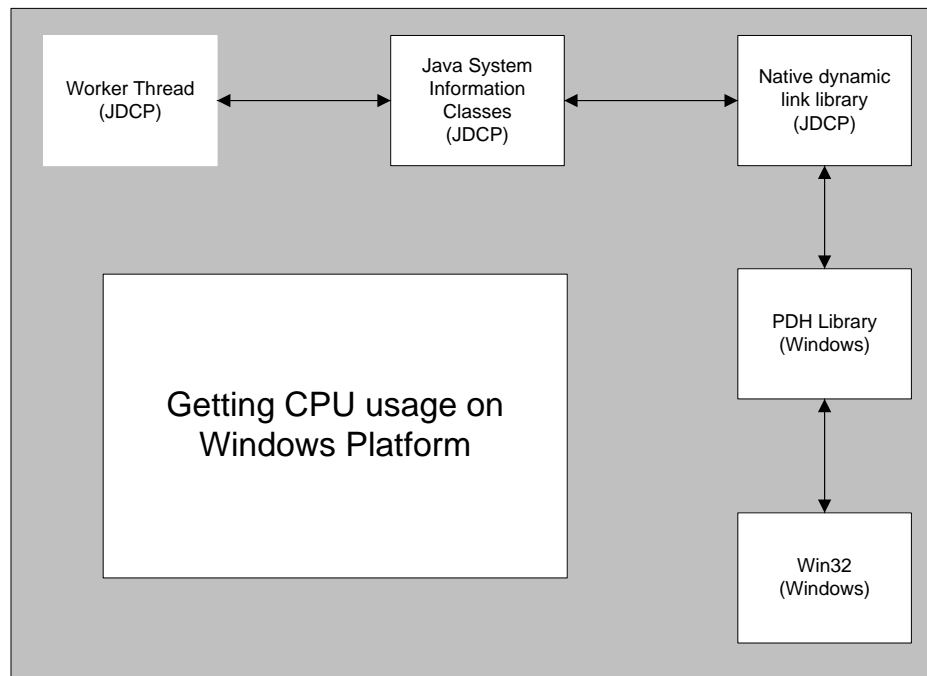 Worker Thread
(JDCP)
Java System
Information
Classes
(JDCP)
Native dynamic
link library
(JDCP)
PDH Library
(Windows)
Getting CPU usage on
Windows Platform
Win32
(Windows)